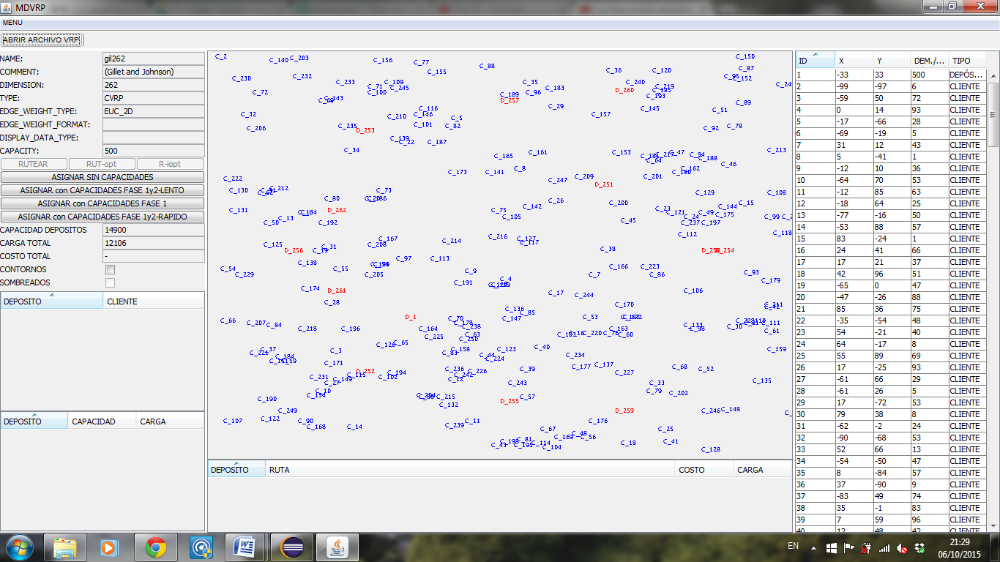 MDVRP
MENU
ABRIR ARCHIVO VRP
NAME: gil262
COMMENT: (Gillet and Johnson)
DIMENSION: 262
TYPE: CVRP
EDGE_WEIGHT_TYPE: EUC_2D
EDGE_WEIGHT_FORMAT:
DISPLAY_DATA_TYPE:
CAPACITY: 500
RUTEAR RUT-opt R-iopt
ASIGNAR SIN CAPACIDADES
ASIGNAR con CAPACIDADES FASE 1y2-LENTO
ASIGNAR con CAPACIDADES FASE 1
ASIGNAR con CAPACIDADES FASE 1y2-RAPIDO
CAPACIDAD DEPOSITOS 14900
CARGA TOTAL 12106
COSTO TOTAL -
CONTORNOS
SOMBREADOS
DEPOSITO CLIENTE
DEPOSITO CAPACIDAD CARGA
C_2 C_140 C_203 C_156 C_77 C_88 C_150
C_155 C_36 C_120 C_87
C_230 C_232 C_233 C_109 C_35 C_240 C_95 C_152
C_72 C_143 C_71 C_100 C_245 C_189 C_96 C_183 D_260 C_219 C_185 C_193
D_257 C_29 C_145 C_89
C_32 C_210 C_116 C_146 C_5 C_157 C_51
C_206 C_235 D_253 C_101 C_82 C_92 C_78
C_139 C_22 C_187
C_34 C_165 C_161 C_153 C_217 C_47 C_94 C_188 C_213
C_64 C_46
C_173 C_141 C_8 C_209 C_201 C_180 C_162
C_222 C_247 D_251
C_130 C_212 C_73 C_129 C_108
C_80 C_26 C_200 C_144 C_15
C_131 D_262 C_75 C_142 C_23 C_121 C_49 C_175
C_50 C_13 C_192 C_105 C_45 C_24 C_99
C_237 C_197
C_167 C_214 C_216 C_127 C_117 C_112 C_118
C_125 C_31 C_208 C_38
D_256 C_19 D_254
C_138 C_97 C_113
C_54 C_229 C_55 C_205 C_9 C_7 C_166 C_223 C_86 C_93 C_179
C_191 C_4
C_174 D_261 C_17 C_244 C_106
C_28 C_136 C_85 C_170 C_211
C_66 C_207 C_84 D_1 C_70 C_147 C_53 C_133 C_111
C_218 C_196 C_164 C_178 C_238 C_163 C_61
C_225 C_63 C_250 C_220 C_60
C_3 C_126 C_65 C_83 C_158 C_123 C_40 C_159
C_37 C_221 C_184 C_44 C_224 C_234
C_171 C_177 C_137
C_231 C_149 C_115 D_252 C_194 C_102 C_236 C_242 C_226 C_39 C_227 C_68 C_52
C_27 C_12 C_243 C_33 C_135
C_10 C_154 C_79 C_202
C_190 C_215 C_57
C_132 D_255
C_249 D_259 C_246 C_148
C_107 C_122 C_90 C_168 C_14 C_239 C_11 C_176
C_67 C_48 C_25
C_81 C_169 C_56 C_18 C_41
C_43 C_195 C_114 C_104 C_128
DEPOSITO RUTA COSTO CARGA
ID X Y DEM./... TIPO
1 -33 33 500 DEPÓS...
2 -99 -97 6 CLIENTE
3 -59 50 72 CLIENTE
4 0 14 93 CLIENTE
5 -17 -66 28 CLIENTE
6 -69 -19 5 CLIENTE
7 31 12 43 CLIENTE
8 5 -41 1 CLIENTE
9 -12 10 36 CLIENTE
10 -64 70 53 CLIENTE
11 -12 85 63 CLIENTE
12 -18 64 25 CLIENTE
13 -77 -16 50 CLIENTE
14 -53 88 57 CLIENTE
15 83 -24 1 CLIENTE
16 24 41 66 CLIENTE
17 17 21 37 CLIENTE
18 42 96 51 CLIENTE
19 -65 0 47 CLIENTE
20 -47 -26 88 CLIENTE
21 85 36 75 CLIENTE
22 -35 -54 48 CLIENTE
23 54 -21 40 CLIENTE
24 64 -17 8 CLIENTE
25 55 89 69 CLIENTE
26 17 -25 93 CLIENTE
27 -61 66 29 CLIENTE
28 -61 26 5 CLIENTE
29 17 -72 53 CLIENTE
30 79 38 8 CLIENTE
31 -62 -2 24 CLIENTE
32 -90 -68 53 CLIENTE
33 52 66 13 CLIENTE
34 -54 -50 47 CLIENTE
35 8 -84 57 CLIENTE
36 37 -90 9 CLIENTE
37 -83 49 74 CLIENTE
38 35 -1 83 CLIENTE
39 7 59 96 CLIENTE
40 12 48 42 CLIENTE
EN
21:29
06/10/2015